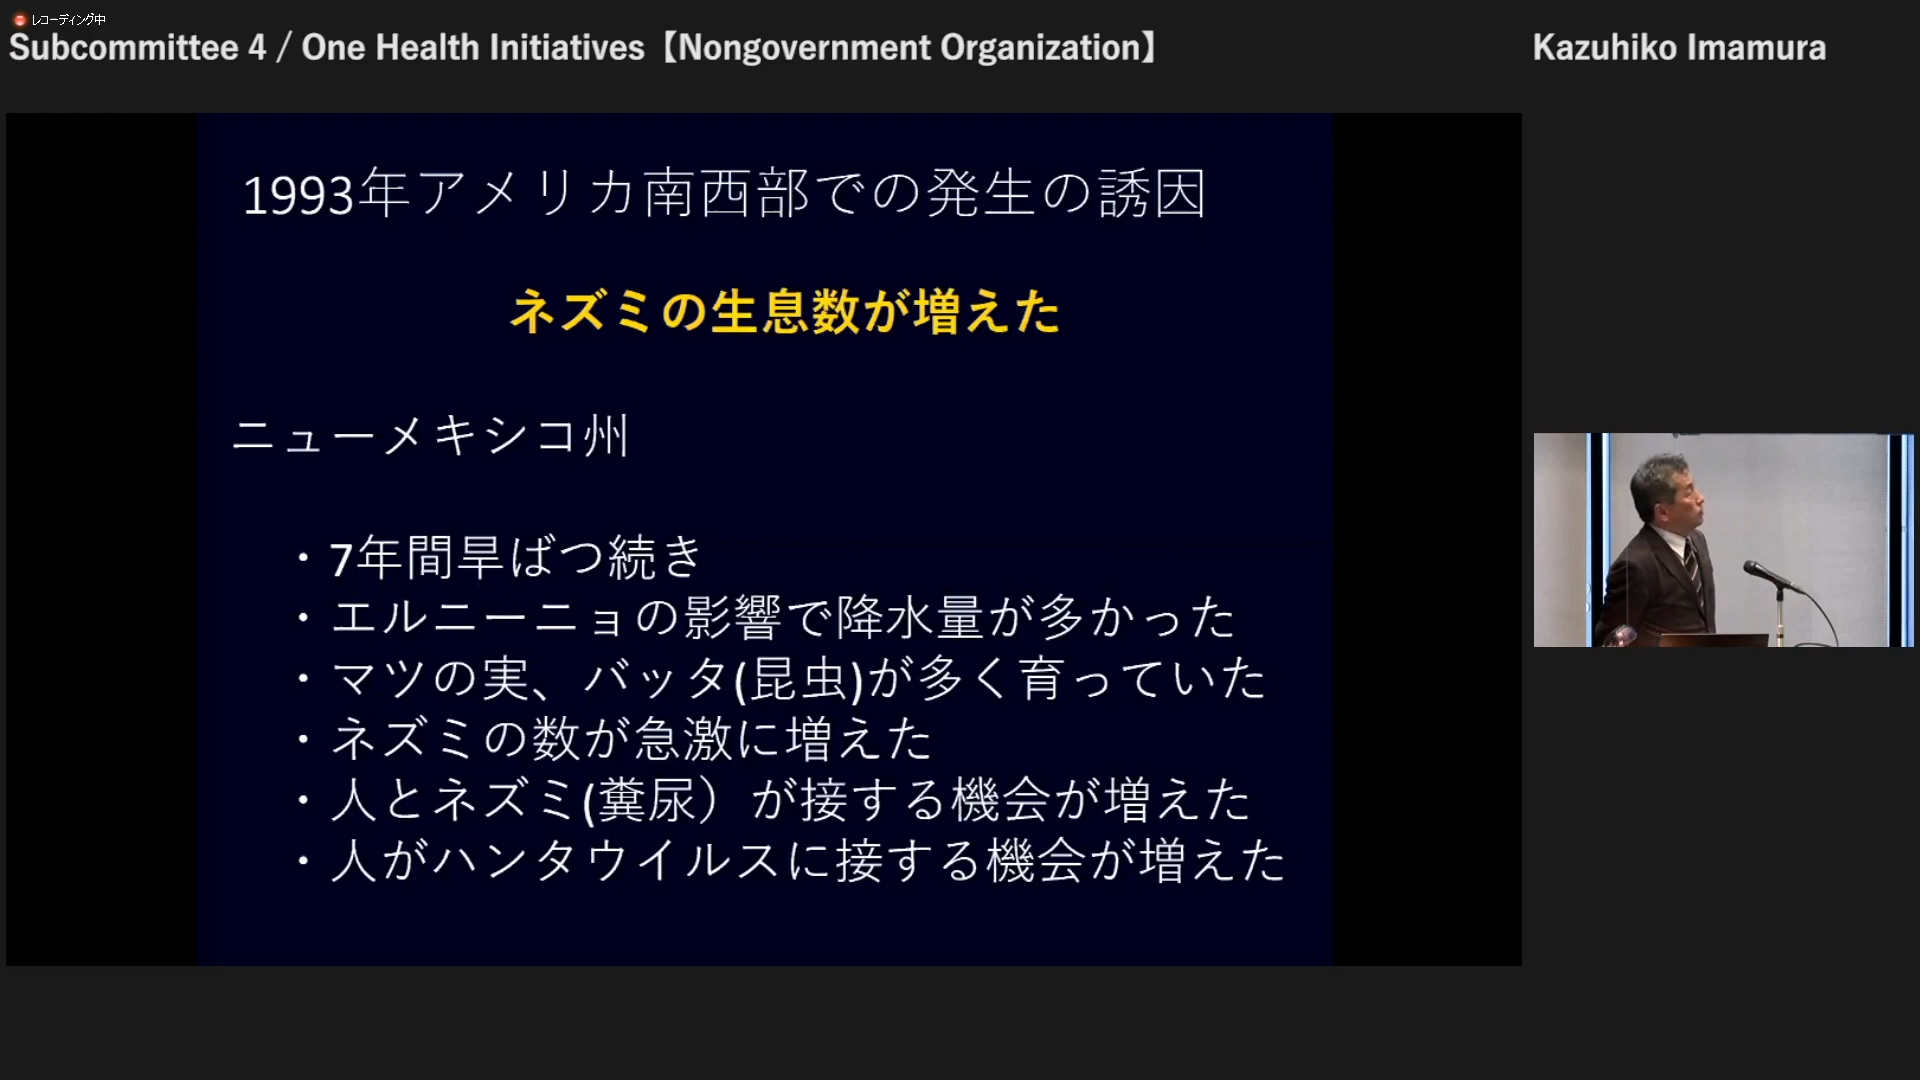 レコーディング中
Subcommittee 4 / One Health Initiatives【Nongovernment Organization】
Kazuhiko Imamura
1993年アメリカ南西部での発生の誘因
ネズミの生息数が増えた
ニューメキシコ州
・7年間旱ばつ続き
・エルニーニョの影響で降水量が多かった
・マツの実、バッタ(昆虫)が多く育っていた
・ネズミの数が急激に増えた
・人とネズミ(糞尿）が接する機会が増えた
・人がハンタウイルスに接する機会が増えた